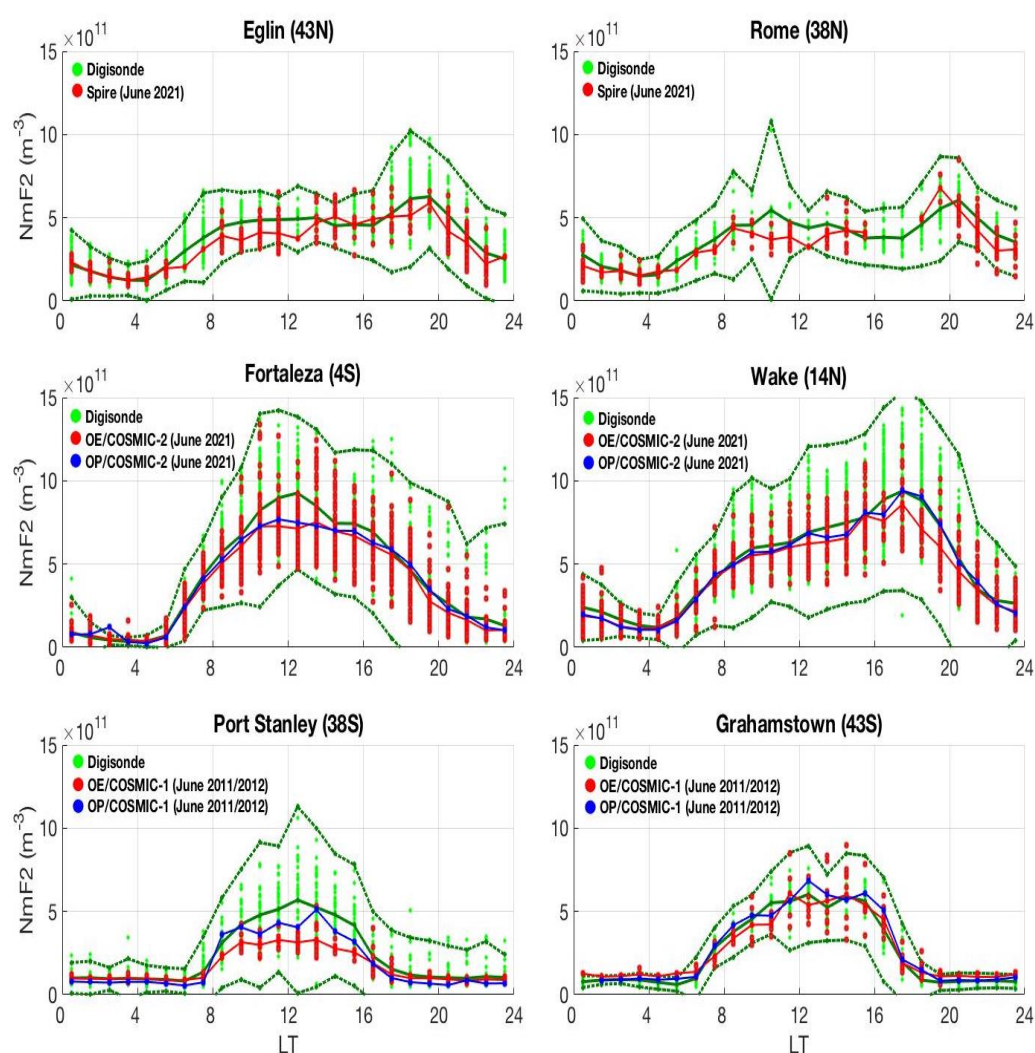 Eglin (43N)
×10^11
15
10
5
0
NmF2 (m^-3)
Digisonde
Spire (June 2021)
0 4 8 12 16 20 24
Rome (38N)
×10^11
15
10
5
0
Digisonde
Spire (June 2021)
0 4 8 12 16 20 24
Fortaleza (4S)
×10^11
15
10
5
0
NmF2 (m^-3)
Digisonde
OE/COSMIC-2 (June 2021)
OP/COSMIC-2 (June 2021)
0 4 8 12 16 20 24
Wake (14N)
×10^11
15
10
5
0
Digisonde
OE/COSMIC-2 (June 2021)
OP/COSMIC-2 (June 2021)
0 4 8 12 16 20 24
Port Stanley (38S)
×10^11
15
10
5
0
NmF2 (m^-3)
Digisonde
OE/COSMIC-1 (June 2011/2012)
OP/COSMIC-1 (June 2011/2012)
0 4 8 12 16 20 24
LT
Grahamstown (43S)
×10^11
15
10
5
0
Digisonde
OE/COSMIC-1 (June 2011/2012)
OP/COSMIC-1 (June 2011/2012)
0 4 8 12 16 20 24
LT